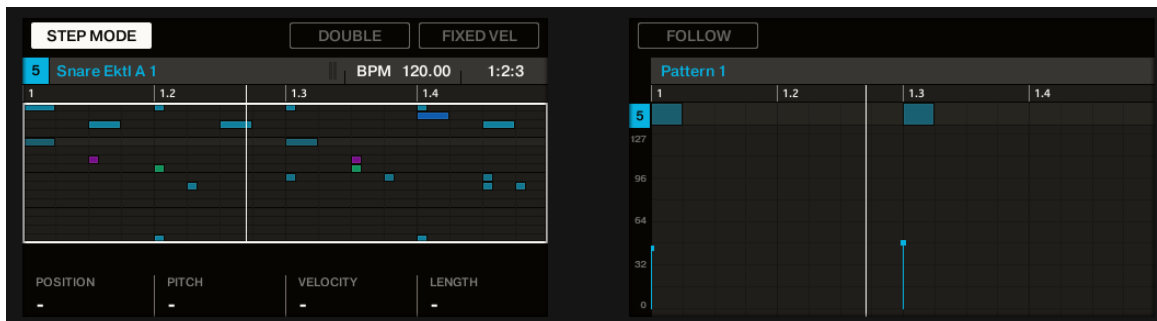 STEP MODE DOUBLE FIXED VEL
5 Snare Ektl A 1 BPM 120.00 1:2:3
1 1.2 1.3 1.4
POSITION PITCH VELOCITY LENGTH
- - - -
FOLLOW
Pattern 1
1 1.2 1.3 1.4
5
127
96
64
32
0